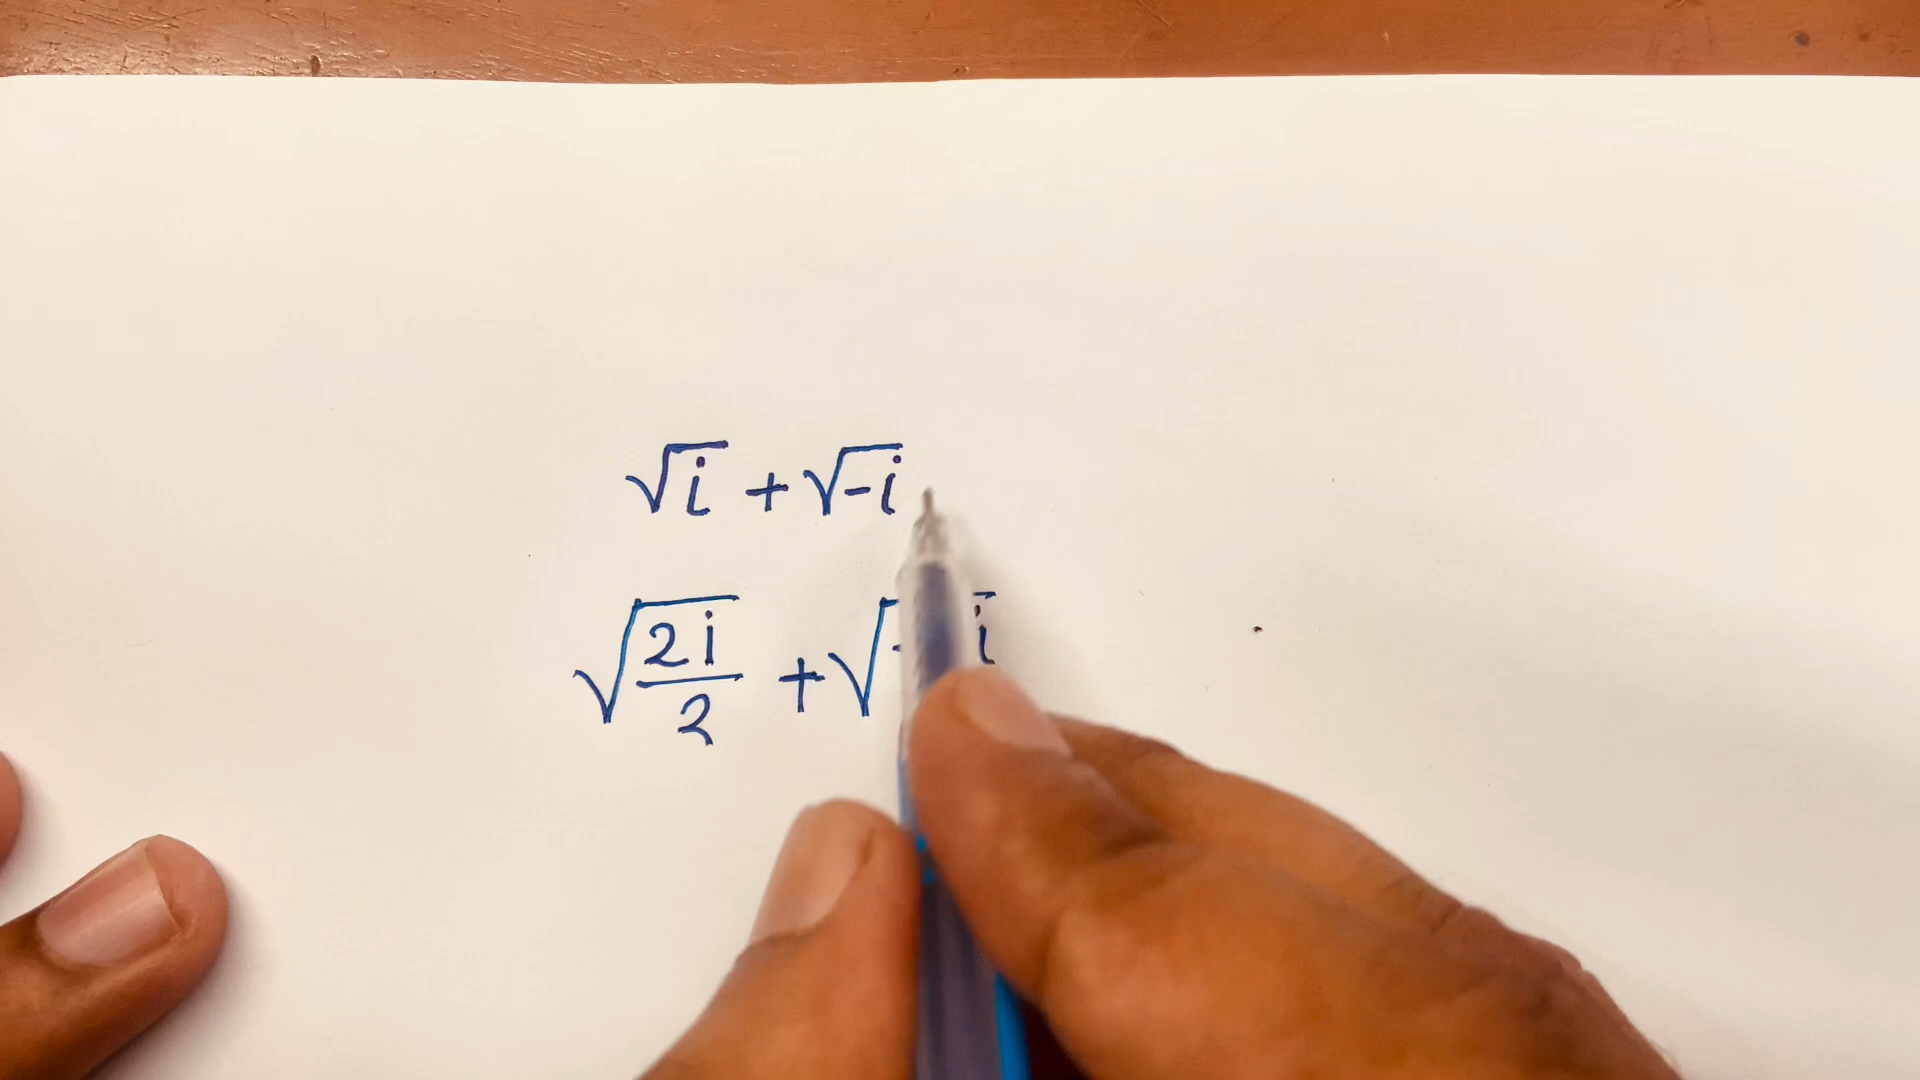 √i + √-i
√(2i/2) + √